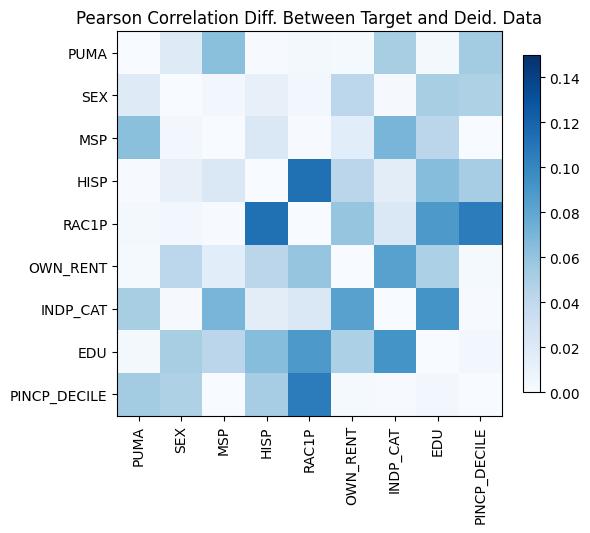 Pearson Correlation Diff. Between Target and Deid. Data
PUMA
SEX
MSP
HISP
RAC1P
OWN_RENT
INDP_CAT
EDU
PINCP_DECILE
PUMA
SEX
MSP
HISP
RAC1P
OWN_RENT
INDP_CAT
EDU
PINCP_DECILE
0.14
0.12
0.10
0.08
0.06
0.04
0.02
0.00